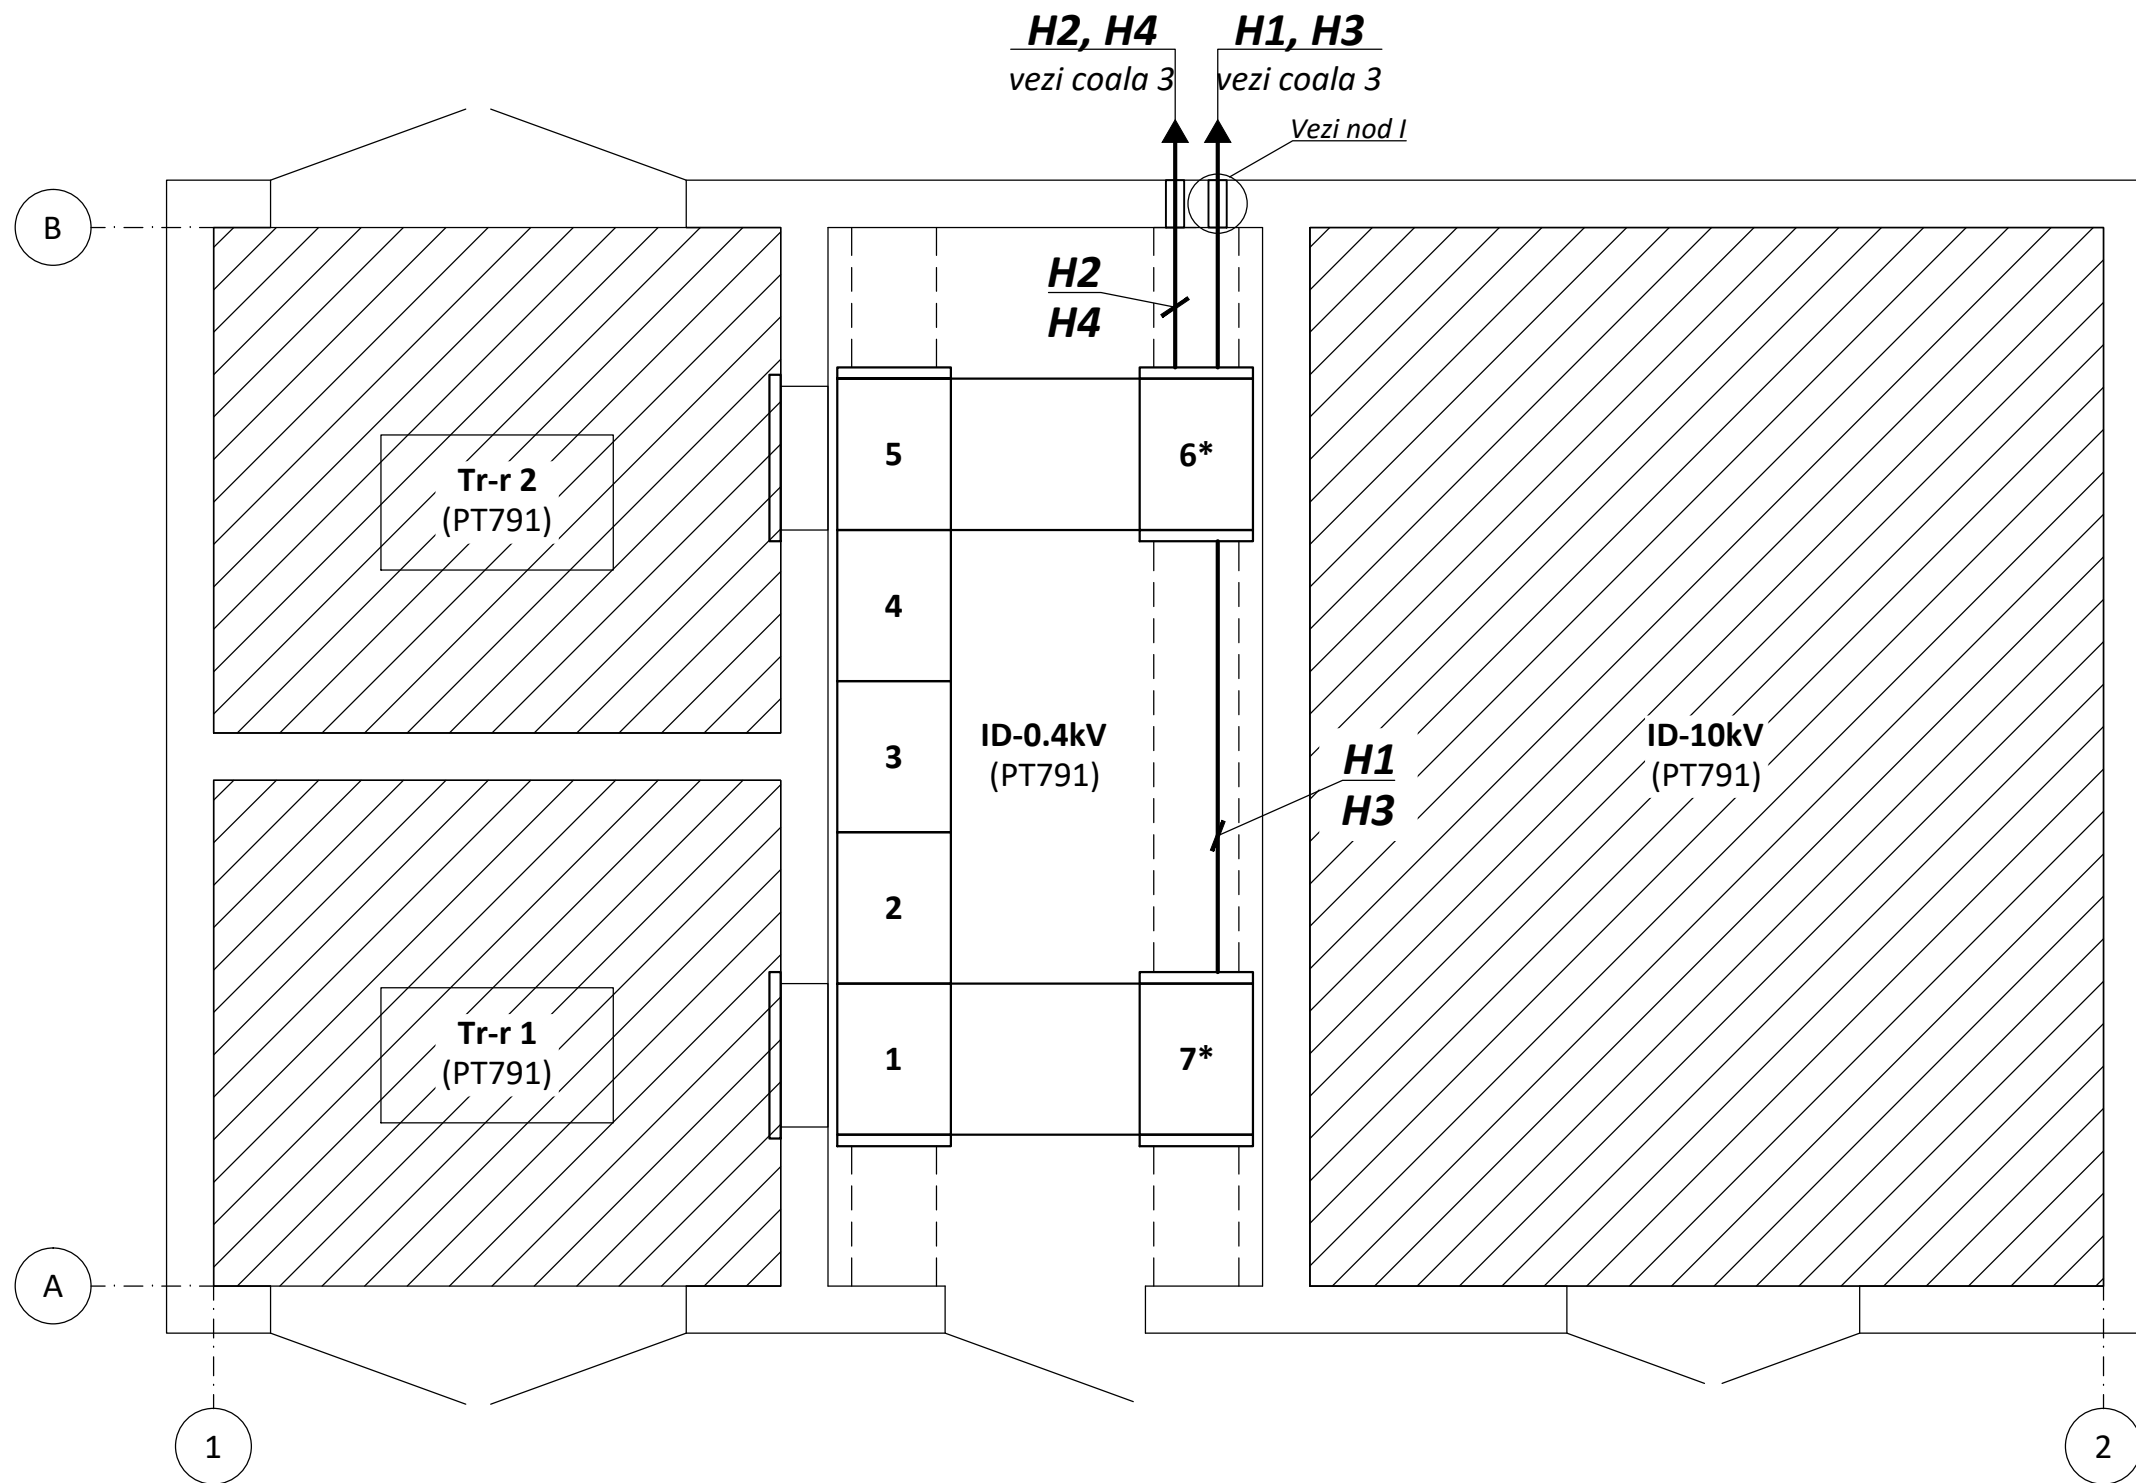 H2, H4
vezi coala 3
H1, H3
vezi coala 3
Vezi nod I
B
H2
H4
5
6*
Tr-r 2
(PT791)
4
3
ID-0.4kV
(PT791)
H1
H3
ID-10kV
(PT791)
2
Tr-r 1
(PT791)
1
7*
A
1
2